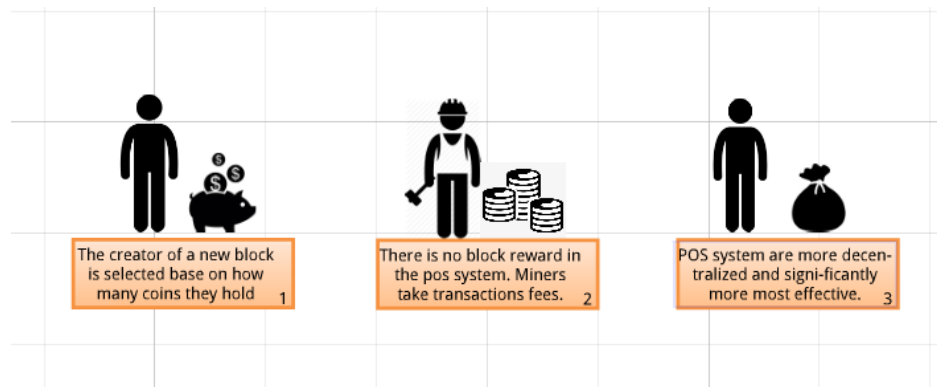 $
$
$
The creator of a new block
is selected base on how
many coins they hold
1
There is no block reward in
the pos system. Miners
take transactions fees.
2
POS system are more decen-
tralized and signi-ficantly
more most effective.
3